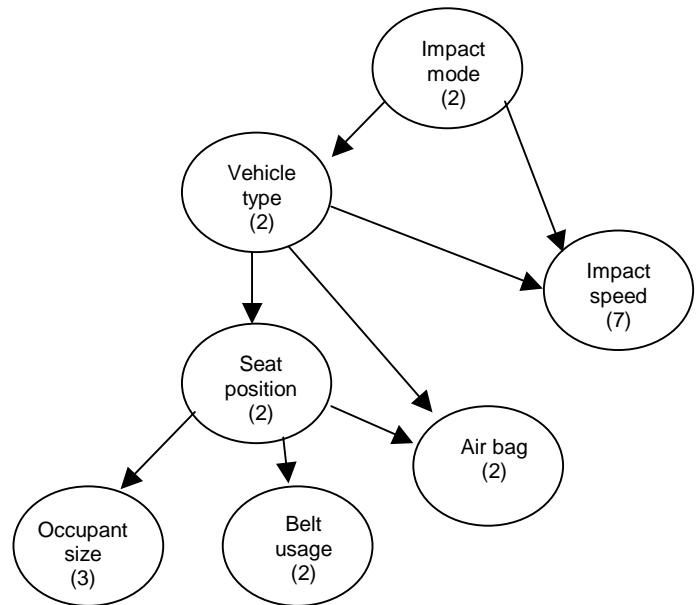 Impact
mode
(2)
Vehicle
type
(2)
Impact
speed
(7)
Seat
position
(2)
Air bag
(2)
Occupant
size
(3)
Belt
usage
(2)